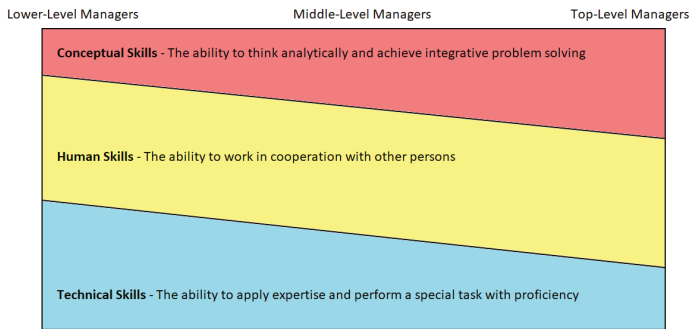 Lower-Level Managers Middle-Level Managers Top-Level Managers
Conceptual Skills - The ability to think analytically and achieve integrative problem solving
Human Skills - The ability to work in cooperation with other persons
Technical Skills - The ability to apply expertise and perform a special task with proficiency